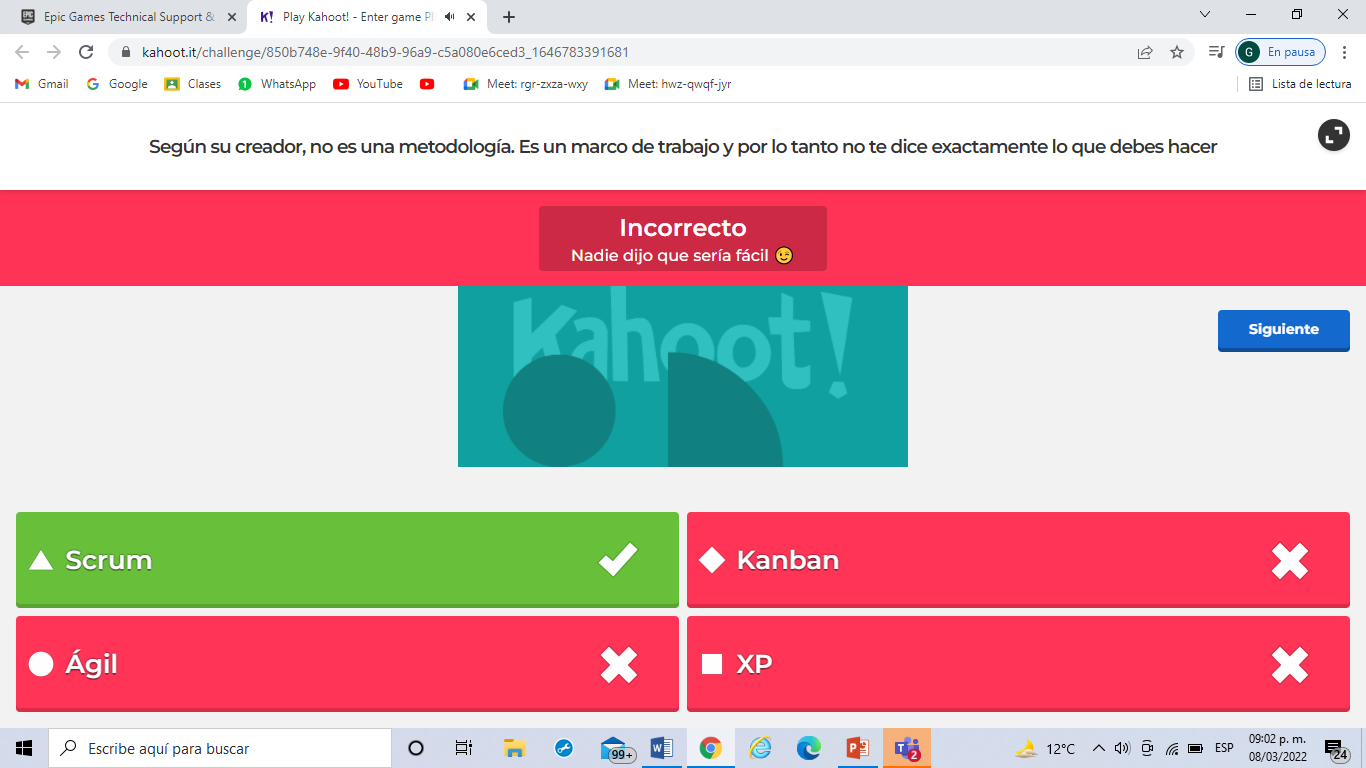 Epic Games Technical Support &
Play Kahoot! - Enter game PI
kahoot.it/challenge/850b748e-9f40-48b9-96a9-c5a080e6ced3_1646783391681
G En pausa
Gmail Google Clases 1 WhatsApp YouTube Meet: rgr-zxza-wxy Meet: hwz-qwqf-jyr Lista de lectura
Según su creador, no es una metodología. Es un marco de trabajo y por lo tanto no te dice exactamente lo que debes hacer
Incorrecto
Nadie dijo que sería fácil 😉
Kahoot!
Siguiente
Scrum
Kanban
Ágil
XP
Escribe aquí para buscar
99+
2
12°C
ESP
09:02 p. m.
08/03/2022
24